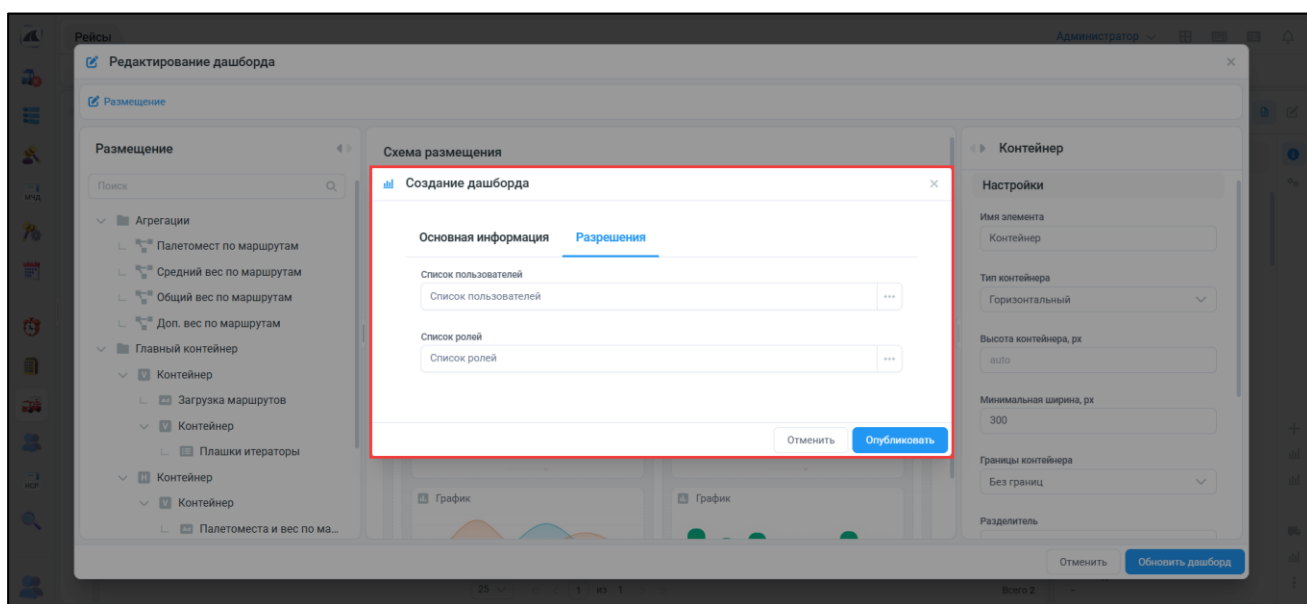 Рейсы
Администратор
Редактирование дашборда
Размещение
Размещение
Схема размещения
Контейнер
Поиск
Агрегации
Палетомест по маршрутам
Средний вес по маршрутам
Общий вес по маршрутам
Доп. вес по маршрутам
Главный контейнер
Контейнер
Загрузка маршрутов
Контейнер
Плашки итераторы
Контейнер
Контейнер
Палетоместа и вес по ма...
Создание дашборда
Основная информация Разрешения
Список пользователей
Список пользователей
Список ролей
Список ролей
Отменить Опубликовать
График График
Настройки
Имя элемента
Контейнер
Тип контейнера
Горизонтальный
Высота контейнера, px
auto
Минимальная ширина, px
300
Границы контейнера
Без границ
Разделитель
Отменить Обновить дашборд
25 1 из 1 Всего 2